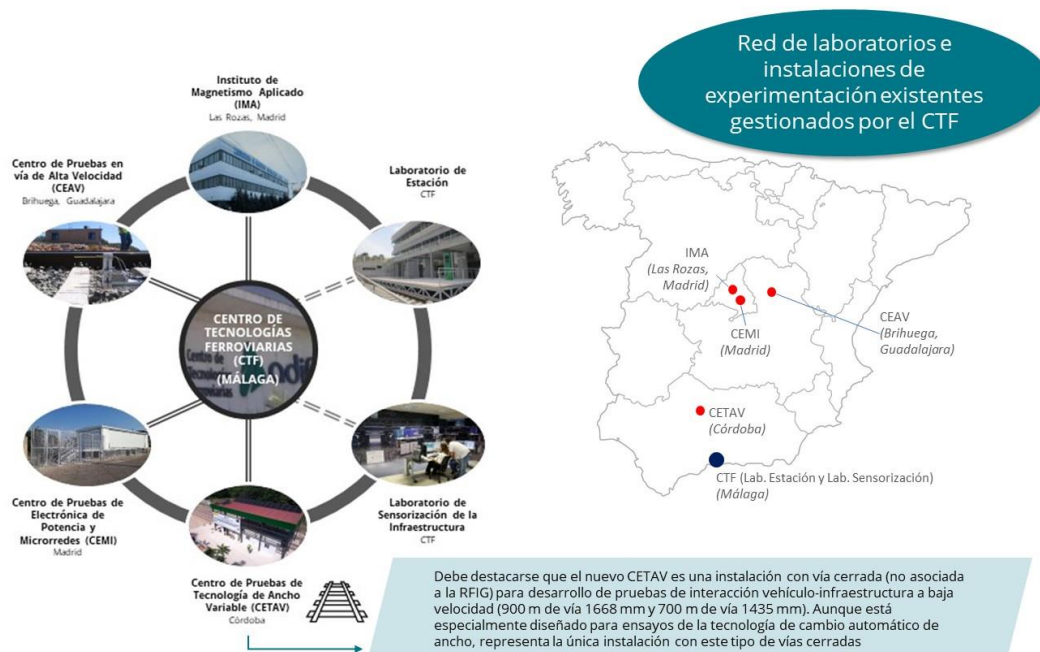 Red de laboratorios e
instalaciones de
experimentación existentes
gestionados por el CTF
Instituto de
Magnetismo Aplicado
(IMA)
Las Rozas, Madrid
Centro de Pruebas en
vía de Alta Velocidad
(CEAV)
Brihuega, Guadalajara
Laboratorio de
Estación
CTF
CENTRO DE
TECNOLOGÍAS
FERROVIARIAS
(CTF)
(MÁLAGA)
Centro de Pruebas de
Electrónica de
Potencia y
Microrredes (CEMI)
Madrid
Laboratorio de
Sensorización de la
Infraestructura
CTF
Centro de Pruebas de
Tecnología de Ancho
Variable (CETAV)
Córdoba
IMA
(Las Rozas,
Madrid)
CEMI
(Madrid)
CEAV
(Brihuega,
Guadalajara)
CETAV
(Córdoba)
CTF (Lab. Estación y Lab. Sensorización)
(Málaga)
Debe destacarse que el nuevo CETAV es una instalación con vía cerrada (no asociada
a la RFIG) para desarrollo de pruebas de interacción vehículo-infraestructura a baja
velocidad (900 m de vía 1668 mm y 700 m de vía 1435 mm). Aunque está
especialmente diseñado para ensayos de la tecnología de cambio automático de
ancho, representa la única instalación con este tipo de vías cerradas